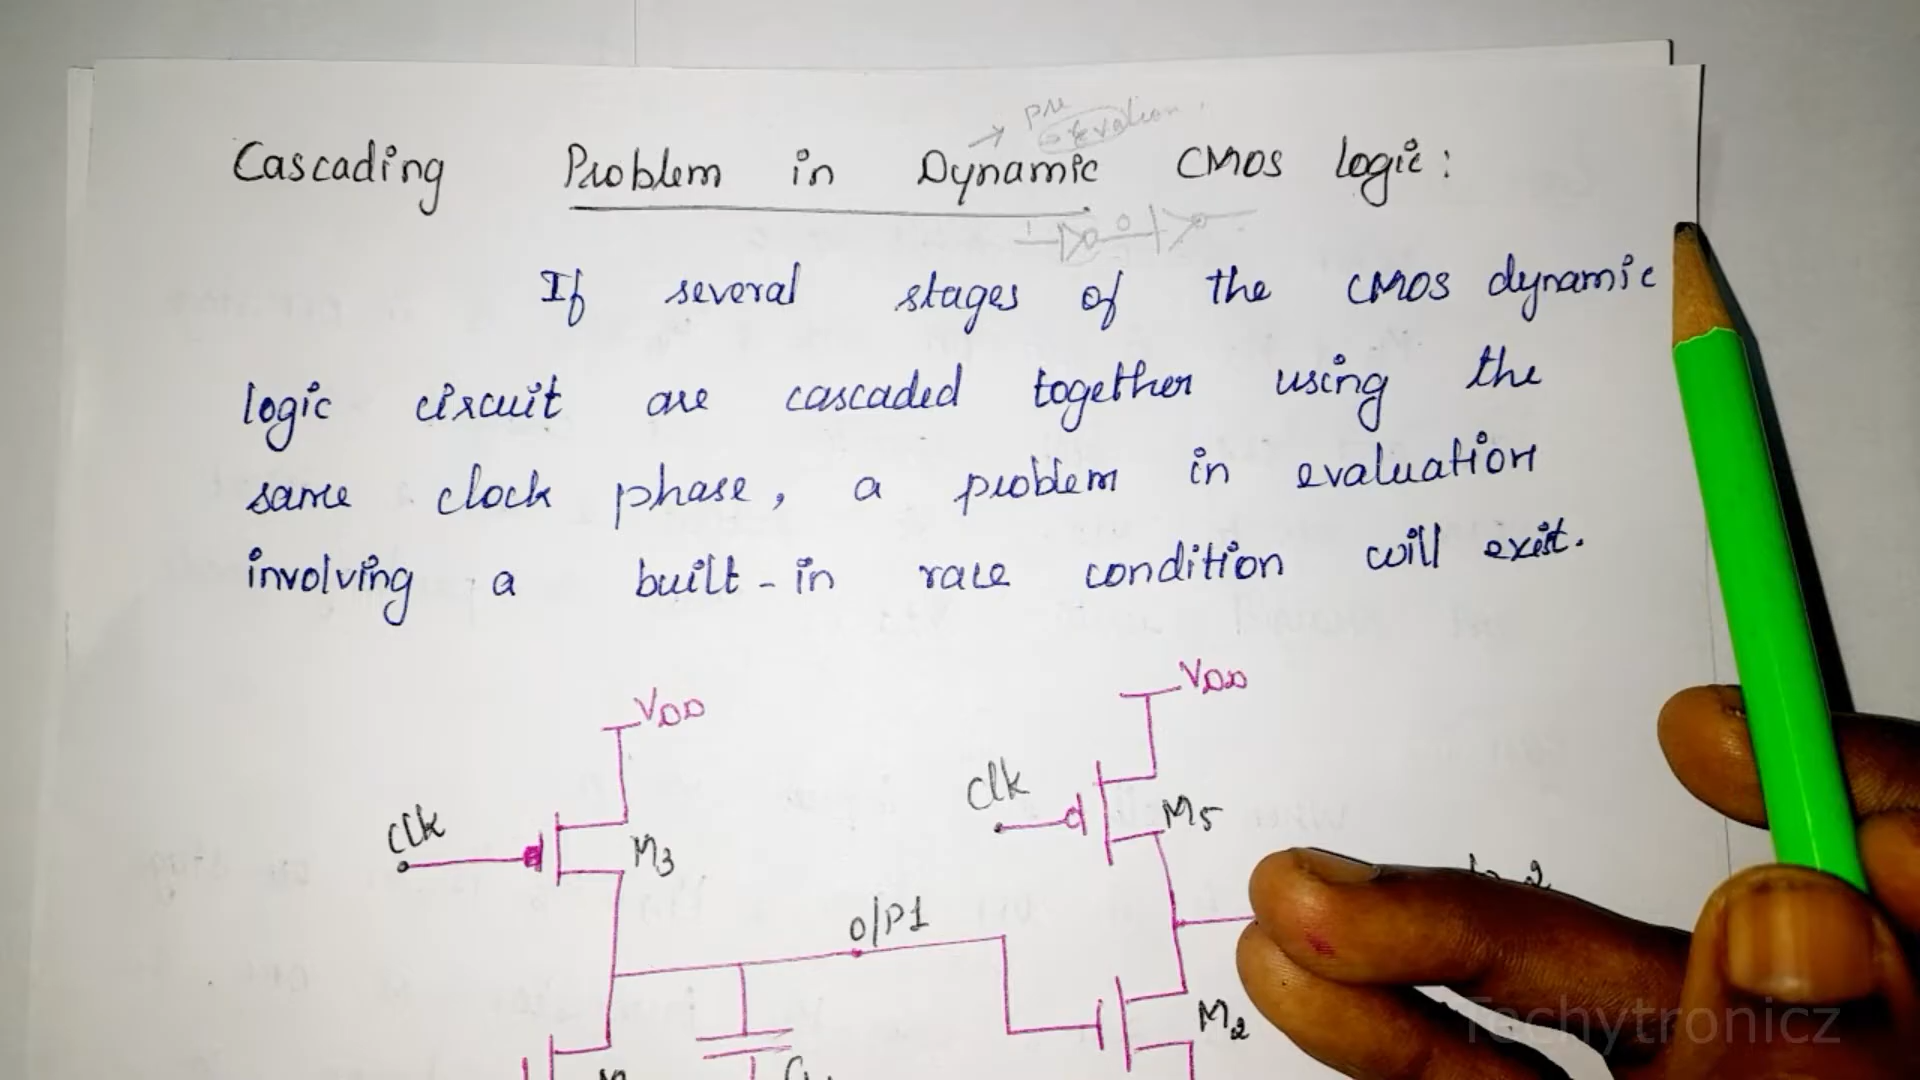 Cascading Problem in Dynamic CMOS logic:
If several stages of the CMOS dynamic
logic circuit are cascaded together using the
same clock phase, a problem in evaluation
involving a built-in race condition will exist.
VDD
VDD
Clk
Clk
M5
M3
O/P1
M2
Techytronicz